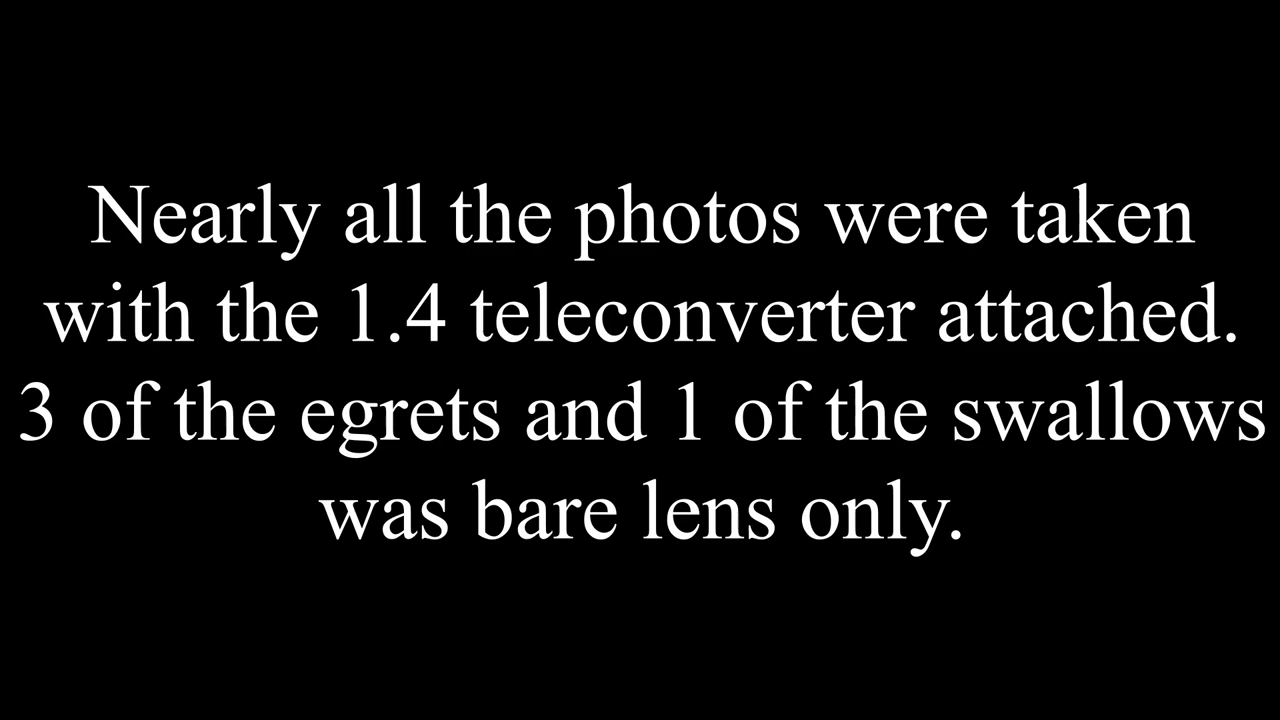 Nearly all the photos were taken
with the 1.4 teleconverter attached.
3 of the egrets and 1 of the swallows
was bare lens only.